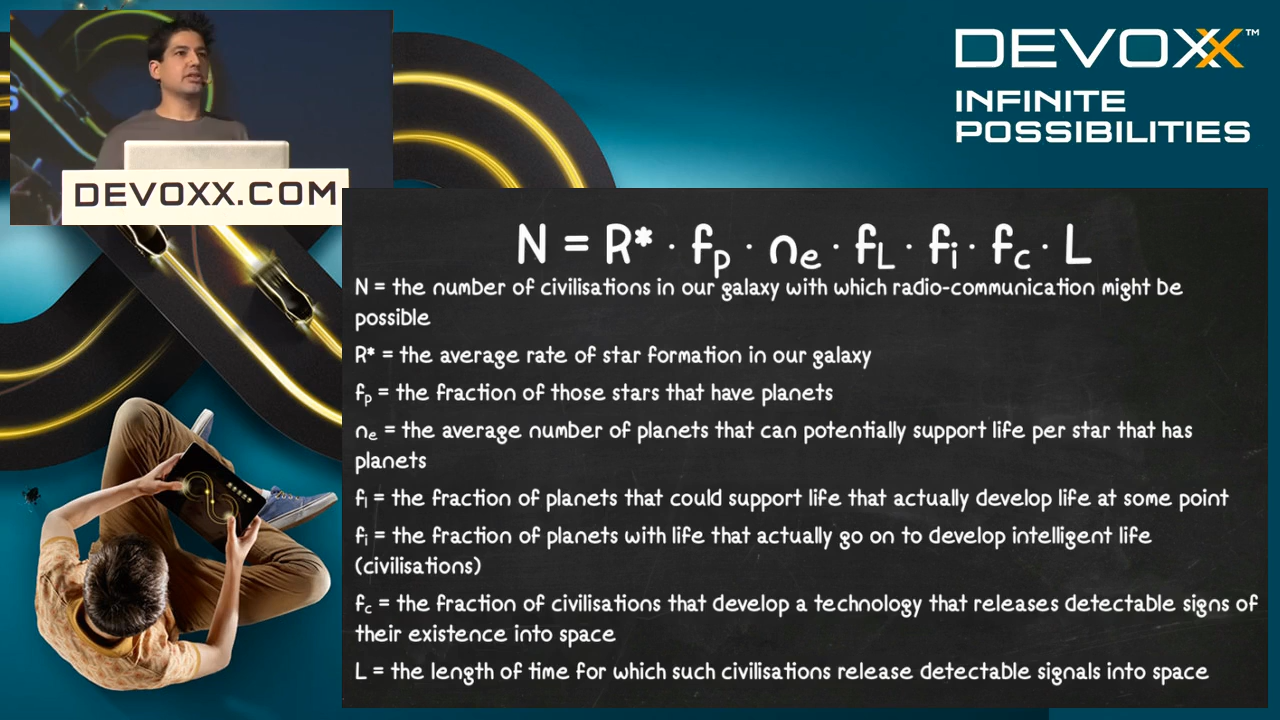 DEVOXX™
INFINITE
POSSIBILITIES
DEVOXX.COM
N = R* · fp · ne · fL · fi · fc · L
N = the number of civilisations in our galaxy with which radio-communication might be
possible
R* = the average rate of star formation in our galaxy
fp = the fraction of those stars that have planets
ne = the average number of planets that can potentially support life per star that has
planets
fl = the fraction of planets that could support life that actually develop life at some point
fi = the fraction of planets with life that actually go on to develop intelligent life
(civilisations)
fc = the fraction of civilisations that develop a technology that releases detectable signs of
their existence into space
L = the length of time for which such civilisations release detectable signals into space